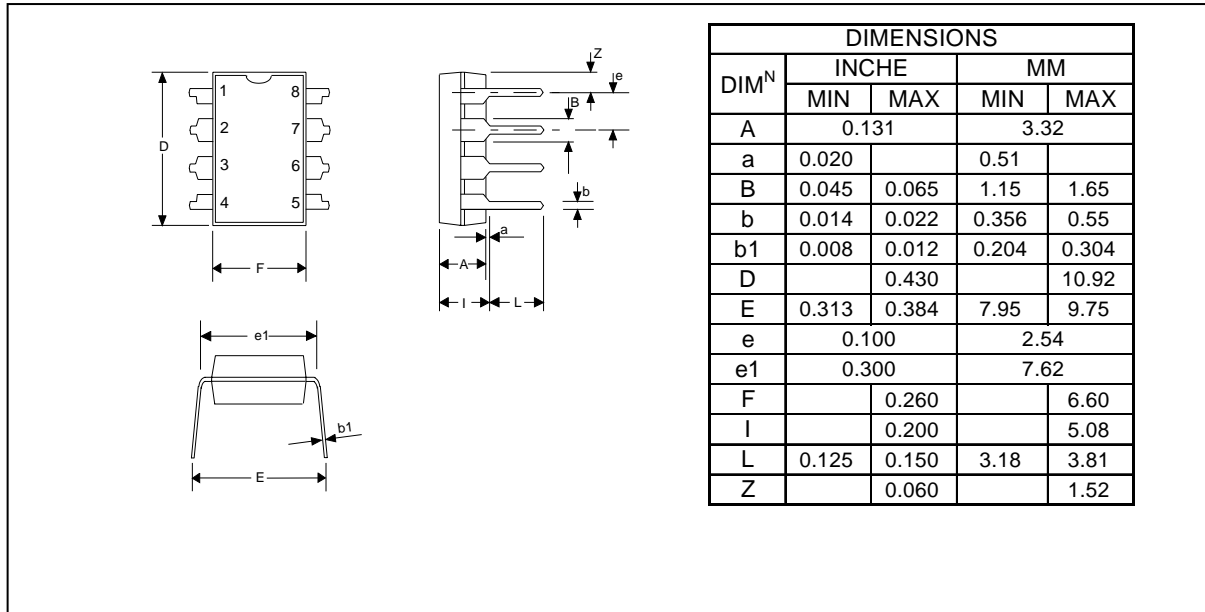 D
1 8
2 7
3 6
4 5
F
Z
e
B
b
a
A
I L
e1
b1
E
DIMENSIONS
DIMᴺ INCHE MM
MIN MAX MIN MAX
A 0.131 3.32
a 0.020 0.51
B 0.045 0.065 1.15 1.65
b 0.014 0.022 0.356 0.55
b1 0.008 0.012 0.204 0.304
D 0.430 10.92
E 0.313 0.384 7.95 9.75
e 0.100 2.54
e1 0.300 7.62
F 0.260 6.60
I 0.200 5.08
L 0.125 0.150 3.18 3.81
Z 0.060 1.52